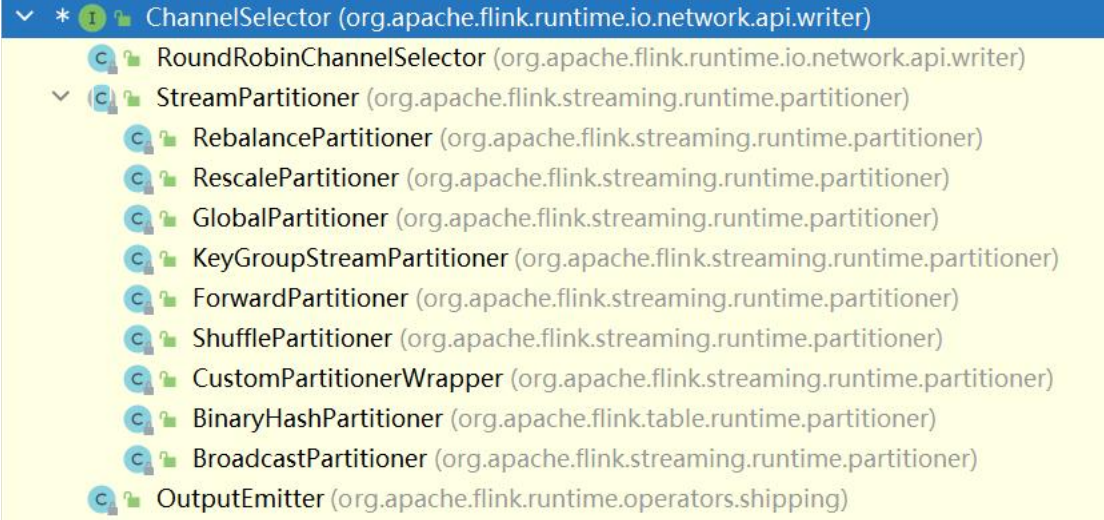 * I ChannelSelector (org.apache.flink.runtime.io.network.api.writer)
C RoundRobinChannelSelector (org.apache.flink.runtime.io.network.api.writer)
C StreamPartitioner (org.apache.flink.streaming.runtime.partitioner)
C RebalancePartitioner (org.apache.flink.streaming.runtime.partitioner)
C RescalePartitioner (org.apache.flink.streaming.runtime.partitioner)
C GlobalPartitioner (org.apache.flink.streaming.runtime.partitioner)
C KeyGroupStreamPartitioner (org.apache.flink.streaming.runtime.partitioner)
C ForwardPartitioner (org.apache.flink.streaming.runtime.partitioner)
C ShufflePartitioner (org.apache.flink.streaming.runtime.partitioner)
C CustomPartitionerWrapper (org.apache.flink.streaming.runtime.partitioner)
C BinaryHashPartitioner (org.apache.flink.table.runtime.partitioner)
C BroadcastPartitioner (org.apache.flink.streaming.runtime.partitioner)
C OutputEmitter (org.apache.flink.runtime.operators.shipping)